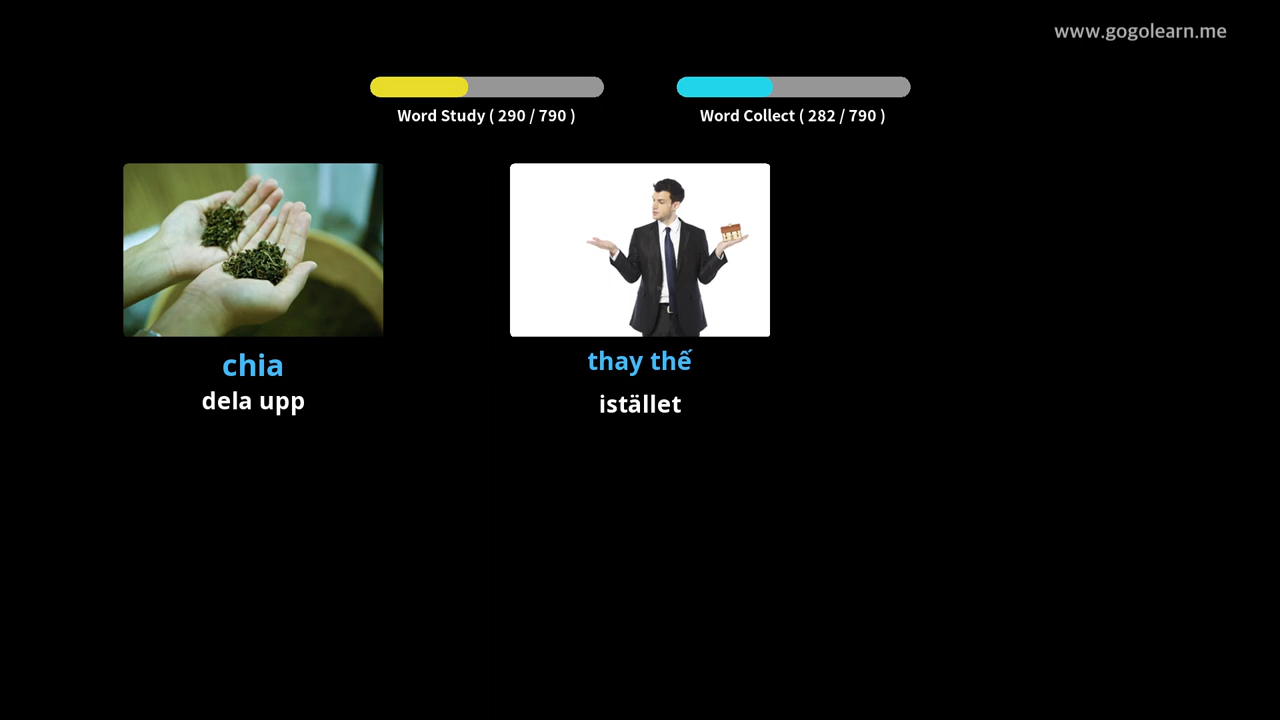 www.gogolearn.me
Word Study ( 290 / 790 )
Word Collect ( 282 / 790 )
chia
dela upp
thay thế
istället